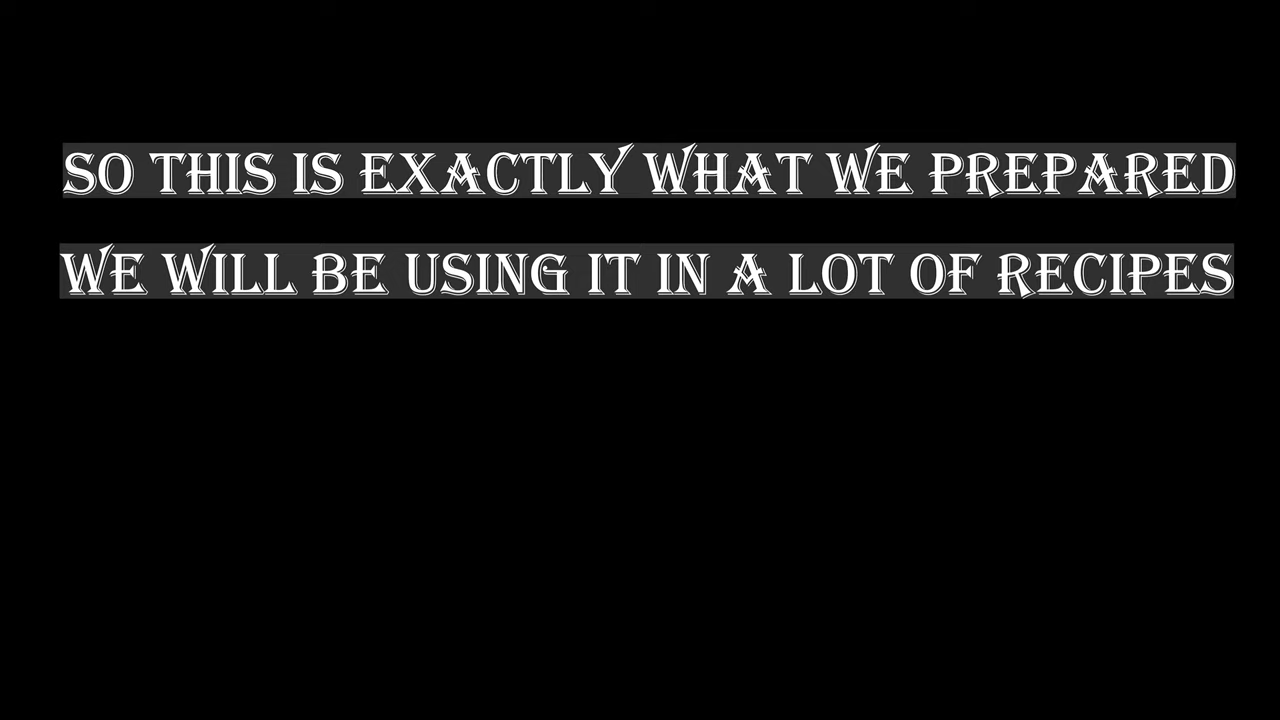 SO THIS IS EXACTLY WHAT WE PREPARED
WE WILL BE USING IT IN A LOT OF RECIPES